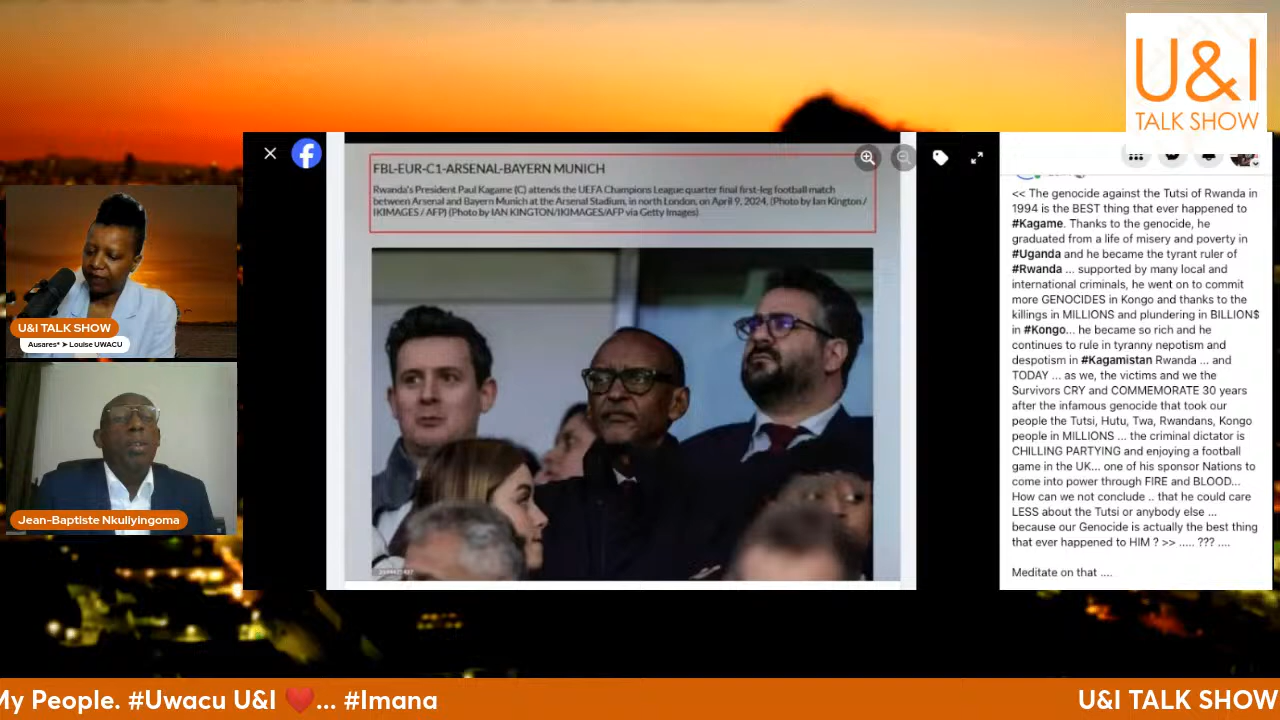 U&I
TALK SHOW
FBL-EUR-C1-ARSENAL-BAYERN MUNICH
Rwanda's President Paul Kagame (C) attends the UEFA Champions League quarter final first-leg football match
between Arsenal and Bayern Munich at the Arsenal Stadium, in north London, on April 9, 2024. (Photo by Ian Kington /
IKIMAGES / AFP) (Photo by IAN KINGTON/IKIMAGES/AFP via Getty Images)
<< The genocide against the Tutsi of Rwanda in
1994 is the BEST thing that ever happened to
#Kagame. Thanks to the genocide, he
graduated from a life of misery and poverty in
#Uganda and he became the tyrant ruler of
#Rwanda ... supported by many local and
international criminals, he went on to commit
more GENOCIDES in Kongo and thanks to the
killings in MILLIONS and plundering in BILLION$
in #Kongo... he became so rich and he
continues to rule in tyranny nepotism and
despotism in #Kagamistan Rwanda ... and
TODAY ... as we, the victims and we the
Survivors CRY and COMMEMORATE 30 years
after the infamous genocide that took our
people the Tutsi, Hutu, Twa, Rwandans, Kongo
people in MILLIONS ... the criminal dictator is
CHILLING PARTYING and enjoying a football
game in the UK... one of his sponsor Nations to
come into power through FIRE and BLOOD...
How can we not conclude .. that he could care
LESS about the Tutsi or anybody else ...
because our Genocide is actually the best thing
that ever happened to HIM ? >> ..... ??? ....
Meditate on that ....
U&I TALK SHOW
Ausares* ➤ Louise UWACU
Jean-Baptiste Nkuliyingoma
My People. #Uwacu U&I ❤️... #Imana
U&I TALK SHOW